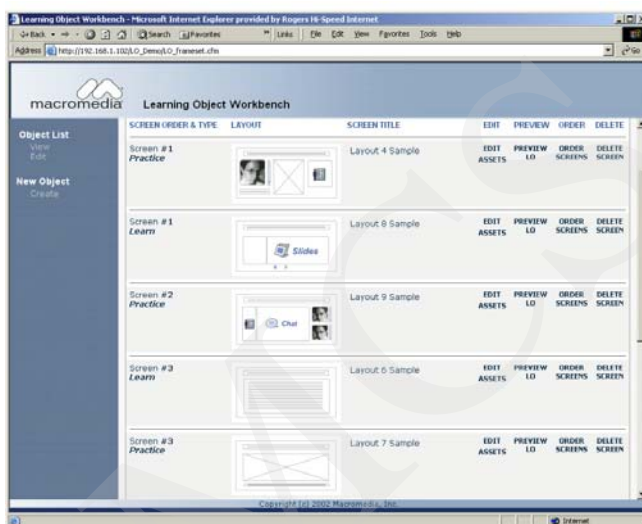 Learning Object Workbench - Microsoft Internet Explorer provided by Rogers Hi-Speed Internet
Back Search Favorites Links File Edit View Favorites Tools Help
Address http://192.168.1.102/LO_Demo/LO_frameset.cfm Go
macromedia Learning Object Workbench
SCREEN ORDER & TYPE LAYOUT SCREEN TITLE EDIT PREVIEW ORDER DELETE
Object List
View
Edit
New Object
Create
Screen #1 Layout 4 Sample EDIT PREVIEW ORDER DELETE
Practice ASSETS LO SCREENS SCREEN
Screen #1 Layout 8 Sample EDIT PREVIEW ORDER DELETE
Learn ASSETS LO SCREENS SCREEN
Slides
Screen #2 Layout 9 Sample EDIT PREVIEW ORDER DELETE
Practice ASSETS LO SCREENS SCREEN
Chat
Screen #3 Layout 6 Sample EDIT PREVIEW ORDER DELETE
Learn ASSETS LO SCREENS SCREEN
Screen #3 Layout 7 Sample EDIT PREVIEW ORDER DELETE
Practice ASSETS LO SCREENS SCREEN
Copyright (c) 2002 Macromedia, Inc.
Internet